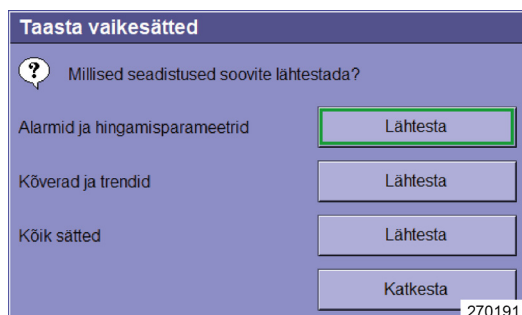 Taasta vaikesätted
Millised seadistused soovite lähtestada?
Alarmid ja hingamisparameetrid Lähtesta
Kõverad ja trendid Lähtesta
Kõik sätted Lähtesta
Katkesta
270191